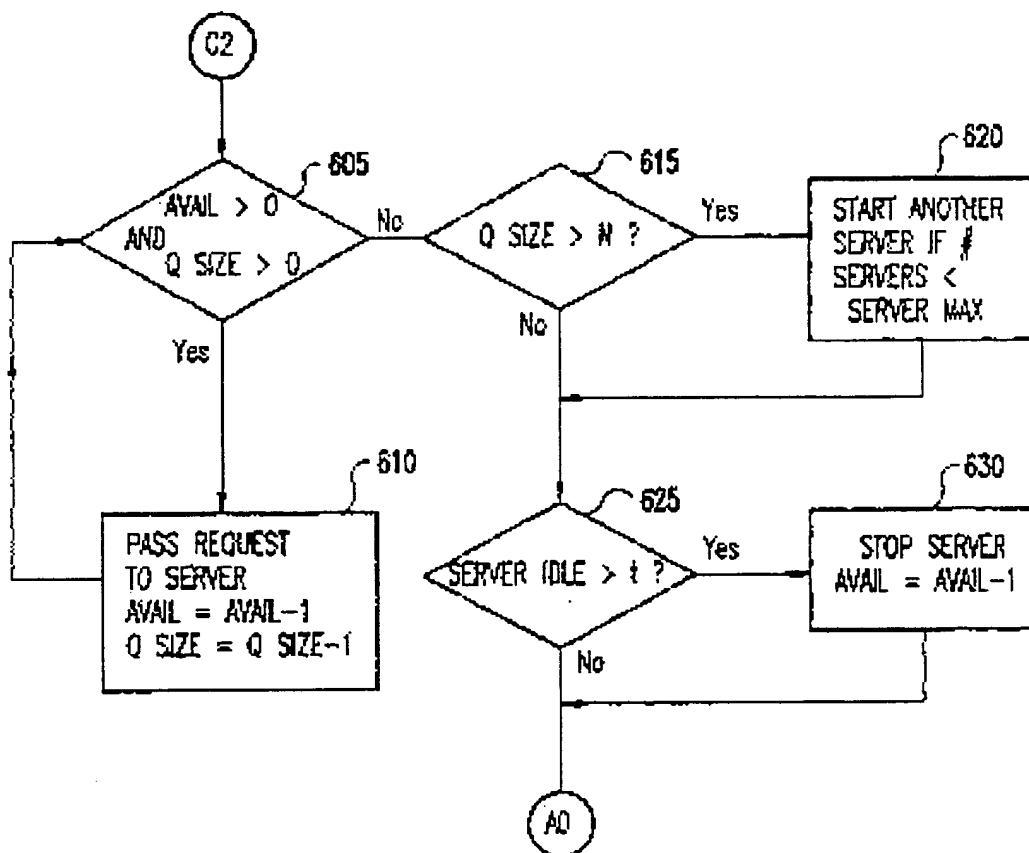 C2
605
AVAIL > 0
AND
Q SIZE > 0
No
Yes
615
Q SIZE > N ?
Yes
No
620
START ANOTHER
SERVER IF #
SERVERS <
SERVER MAX
610
PASS REQUEST
TO SERVER
AVAIL = AVAIL-1
Q SIZE = Q SIZE-1
625
SERVER IDLE > t ?
Yes
No
630
STOP SERVER
AVAIL = AVAIL-1
A0